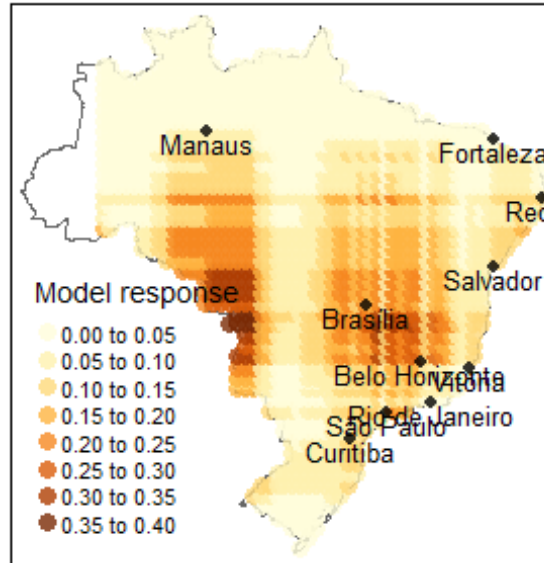 Manaus
Fortaleza
Rec
Salvador
Model response
Brasília
0.00 to 0.05
0.05 to 0.10
Belo Horizonte
Vitória
0.10 to 0.15
0.15 to 0.20
Rio de Janeiro
São Paulo
0.20 to 0.25
Curitiba
0.25 to 0.30
0.30 to 0.35
0.35 to 0.40